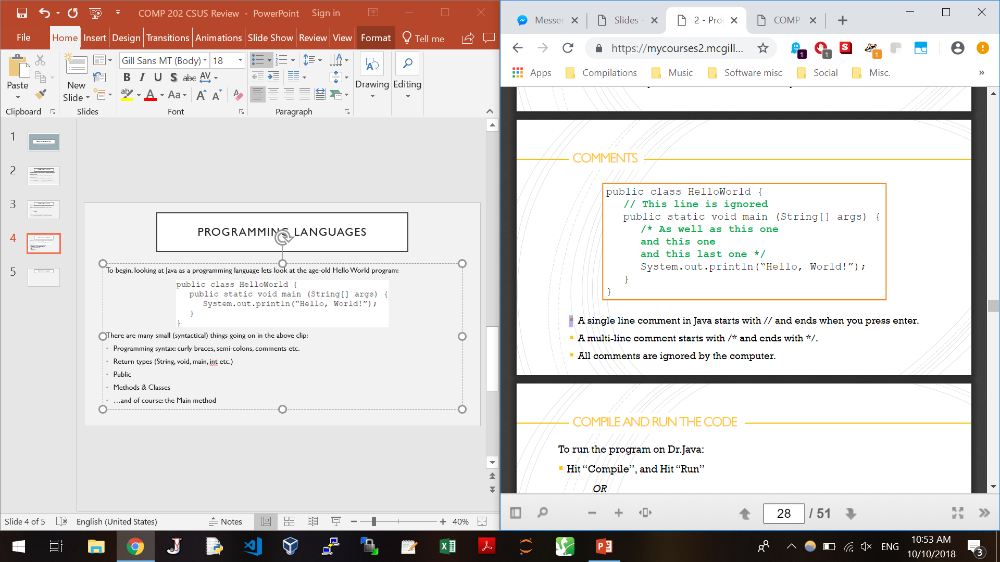 COMP 202 CSUS Review - PowerPoint
Sign in
File
Home
Insert
Design
Transitions
Animations
Slide Show
Review
View
Format
Tell me
Paste
New
Slide
Gill Sans MT (Body)
18
B I U S abc AV
A Aa A A
Drawing
Editing
Clipboard
Slides
Font
Paragraph
1
2
3
4
5
PROGRAMMING LANGUAGES
To begin, looking at Java as a programming language lets look at the age-old Hello World program:
public class HelloWorld {
public static void main (String[] args) {
System.out.println(“Hello, World!”);
}
}
There are many small (syntactical) things going on in the above clip:
• Programming syntax: curly braces, semi-colons, comments etc.
• Return types (String, void, main, int etc.)
• Public
• Methods & Classes
• …and of course: the Main method
Slide 4 of 5
English (United States)
Notes
40%
Messen
Slides -
2 - Pro
COMP
https://mycourses2.mcgill...
1
1
S
1
Apps
Compilations
Music
Software misc
Social
Misc.
»
COMMENTS
public class HelloWorld {
// This line is ignored
public static void main (String[] args) {
/* As well as this one
and this one
and this last one */
System.out.println(“Hello, World!”);
}
}
A single line comment in Java starts with // and ends when you press enter.
A multi-line comment starts with /* and ends with */.
All comments are ignored by the computer.
COMPILE AND RUN THE CODE
To run the program on Dr.Java:
Hit “Compile”, and Hit “Run”
OR
28 / 51
ENG
10:53 AM
10/10/2018
3